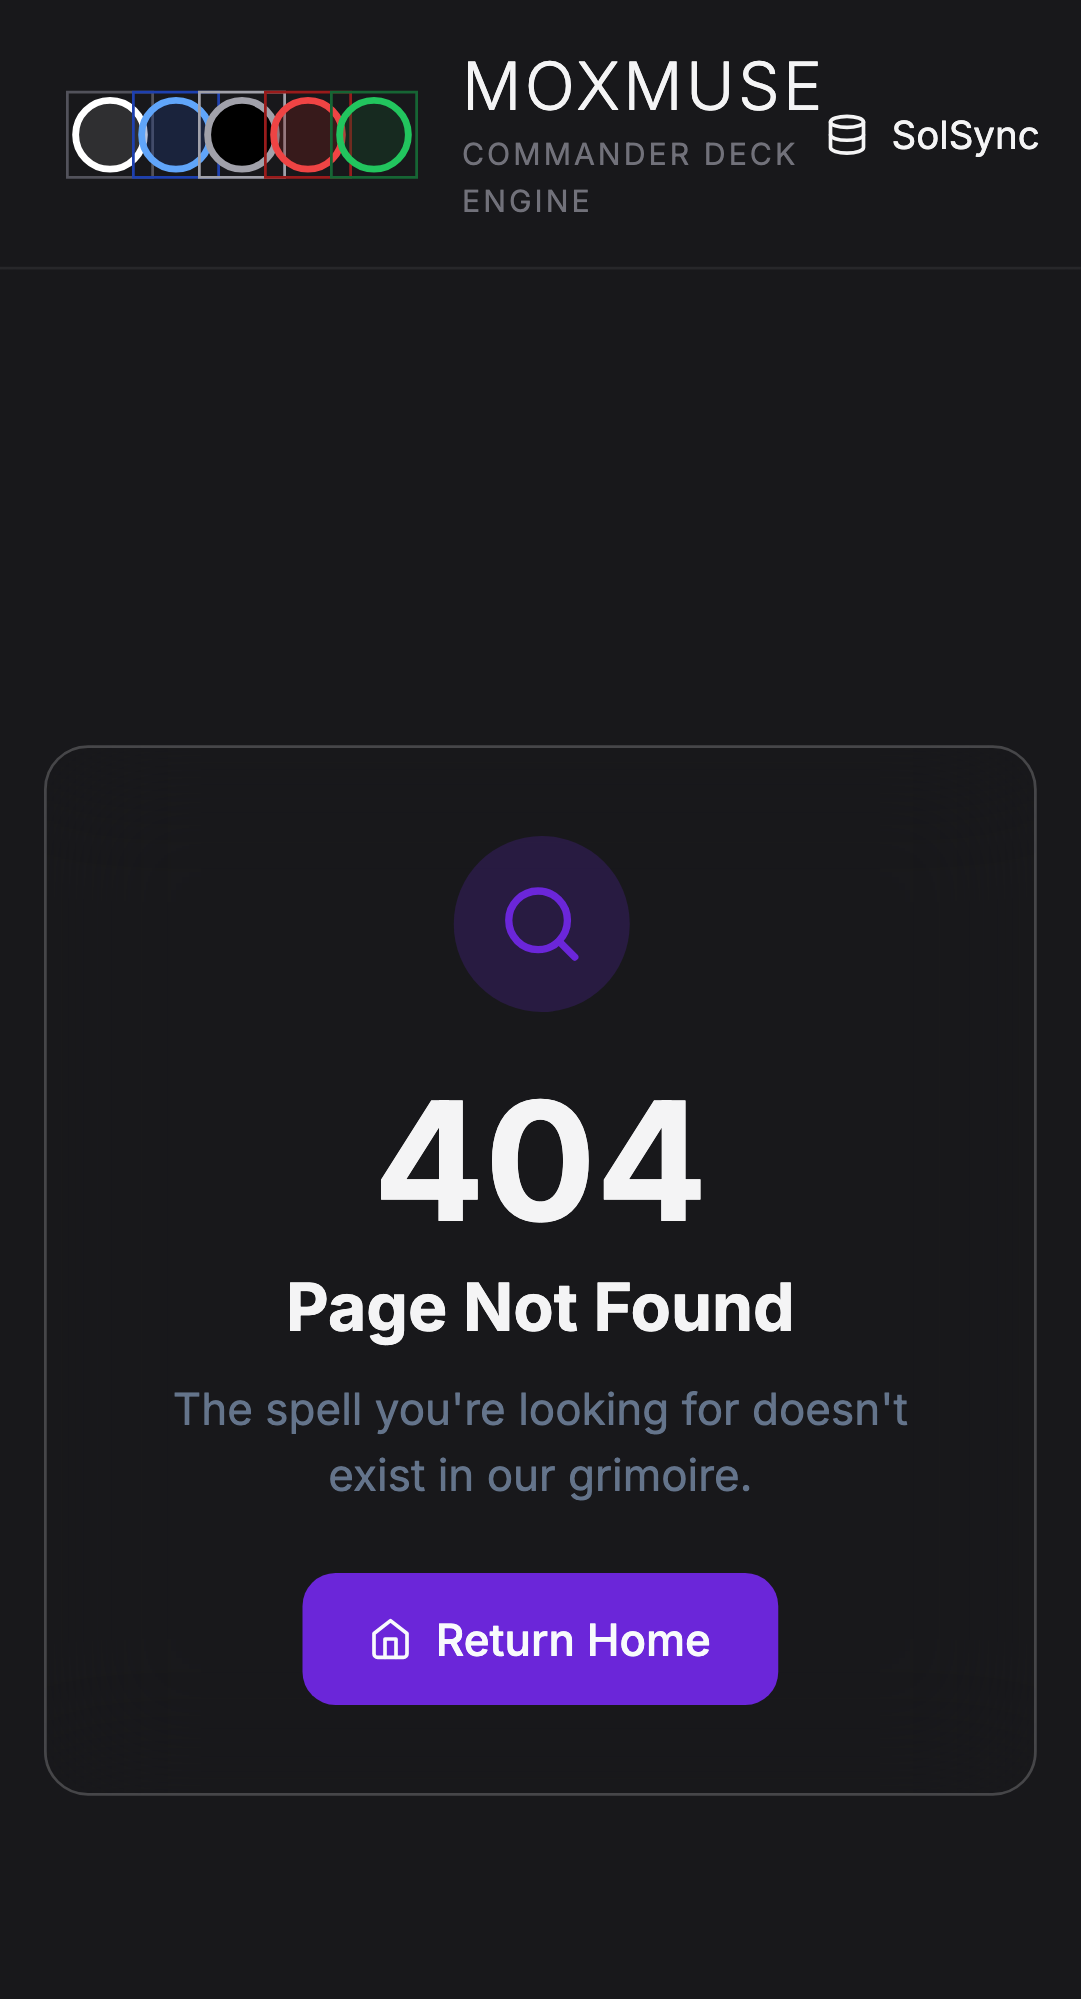 MOXMUSE
COMMANDER DECK
ENGINE
SolSync
404
Page Not Found
The spell you're looking for doesn't
exist in our grimoire.
Return Home